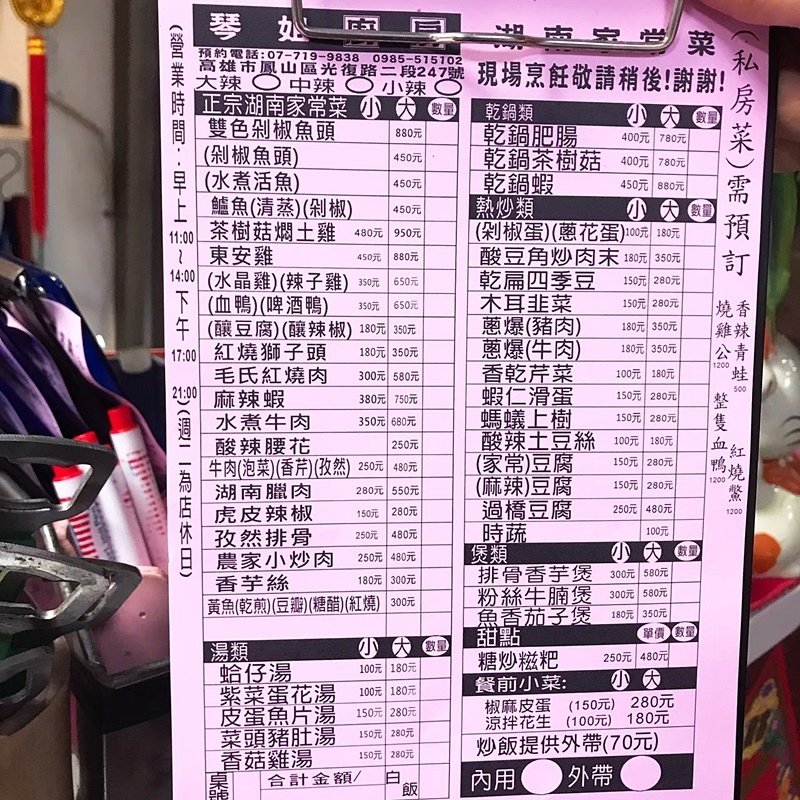 琴 姐 廚 房 湖 南 家 常 菜
預約電話:07-719-9838 0985-515102
高雄市鳳山區光復路二段247號
大辣 中辣 小辣
現場烹飪敬請稍後!謝謝!
(營業時間:早上11:00~14:00下午17:00 21:00(週二為店休日)
正宗湖南家常菜 小 大 數量
雙色剁椒魚頭 880元
(剁椒魚頭) 450元
(水煮活魚) 450元
鱸魚(清蒸)(剁椒) 450元
茶樹菇燜土雞 480元 950元
東安雞 450元 880元
(水晶雞)(辣子雞) 350元 650元
(血鴨)(啤酒鴨) 350元 650元
(釀豆腐)(釀辣椒) 180元 350元
紅燒獅子頭 180元 350元
毛氏紅燒肉 300元 580元
麻辣蝦 380元 750元
水煮牛肉 350元 680元
酸辣腰花 250元
牛肉(泡菜)(香芹)(孜然) 250元 480元
湖南臘肉 280元 550元
虎皮辣椒 150元 280元
孜然排骨 250元 480元
農家小炒肉 250元 480元
香芋絲 180元 300元
黃魚(乾煎)(豆瓣)(糖醋)(紅燒) 300元
湯類 小 大 數量
蛤仔湯 100元 180元
紫菜蛋花湯 100元 180元
皮蛋魚片湯 150元 280元
菜頭豬肚湯 150元 280元
香菇雞湯 150元 280元
桌號 合計金額/ 白飯
乾鍋類 小 大 數量
乾鍋肥腸 400元 780元
乾鍋茶樹菇 400元 780元
乾鍋蝦 450元 880元
熱炒類 小 大 數量
(剁椒蛋)(蔥花蛋) 100元 180元
酸豆角炒肉末 180元 350元
乾扁四季豆 150元 280元
木耳韭菜 150元 280元
蔥爆(豬肉) 180元 350元
蔥爆(牛肉) 180元 350元
香乾芹菜 100元 180元
蝦仁滑蛋 150元 280元
螞蟻上樹 150元 280元
酸辣土豆絲 100元 180元
(家常)豆腐 150元 280元
(麻辣)豆腐 150元 280元
過橋豆腐 250元 480元
時蔬 100元
煲類 小 大 數量
排骨香芋煲 300元 580元
粉絲牛腩煲 300元 580元
魚香茄子煲 180元 350元
甜點 單價 數量
糖炒糍粑 250元 480元
餐前小菜: 小 大
椒麻皮蛋 (150元) 280元
涼拌花生 (100元) 180元
炒飯提供外帶(70元)
內用 外帶
(私房菜)需預訂
香辣青蛙 500
紅燒鱉 1200
燒雞公 1200
整隻血鴨 1200